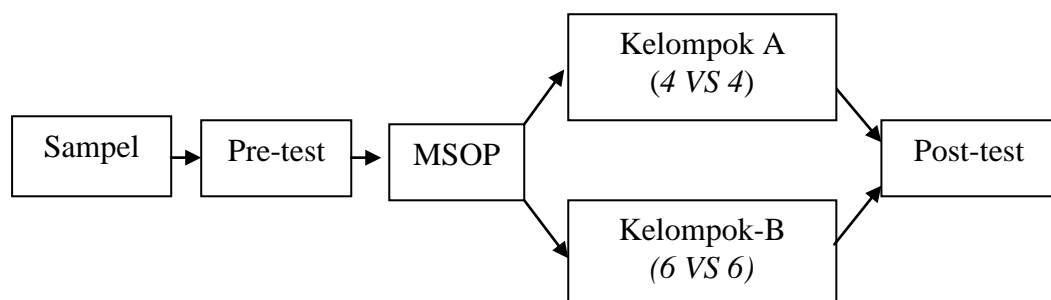 Sampel
Pre-test
MSOP
Kelompok A
(4 VS 4)
Kelompok-B
(6 VS 6)
Post-test